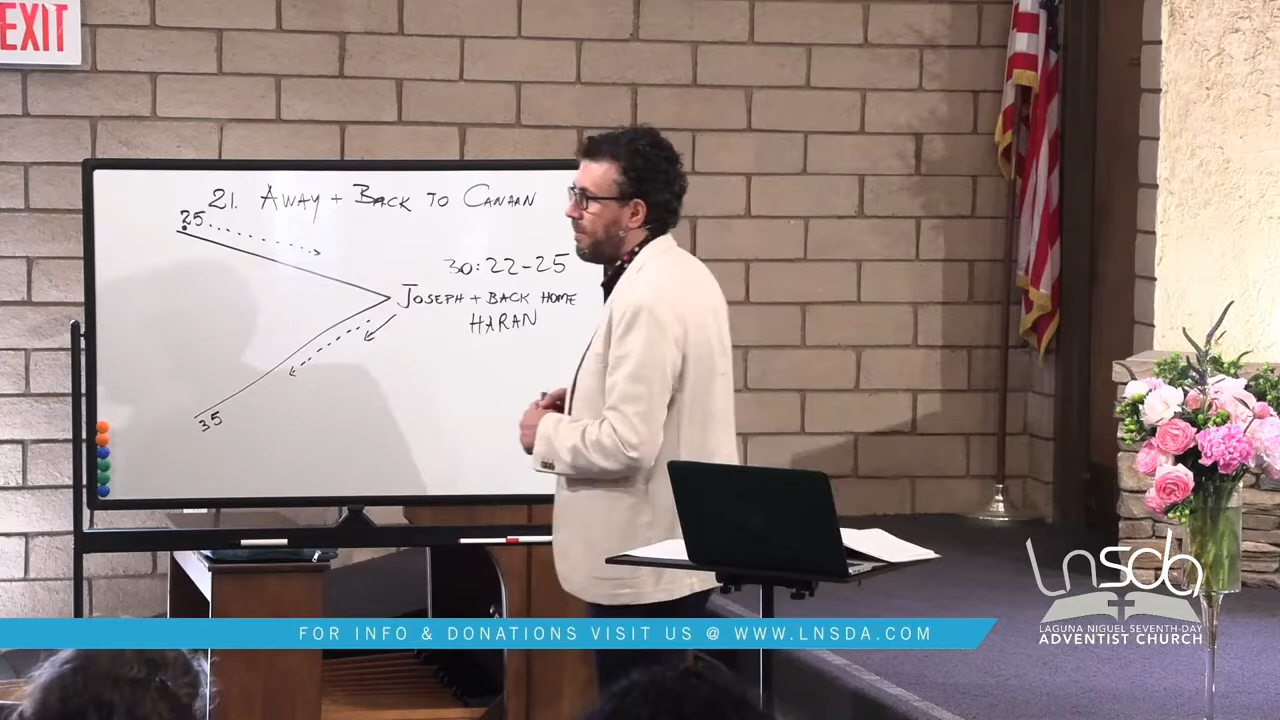 EXIT
21. AWAY + BACK TO CANAAN
25
30:22-25
JOSEPH + BACK HOME
HARAN
35
LnSDA
LAGUNA NIGUEL SEVENTH-DAY
ADVENTIST CHURCH
FOR INFO & DONATIONS VISIT US @ WWW.LNSDA.COM